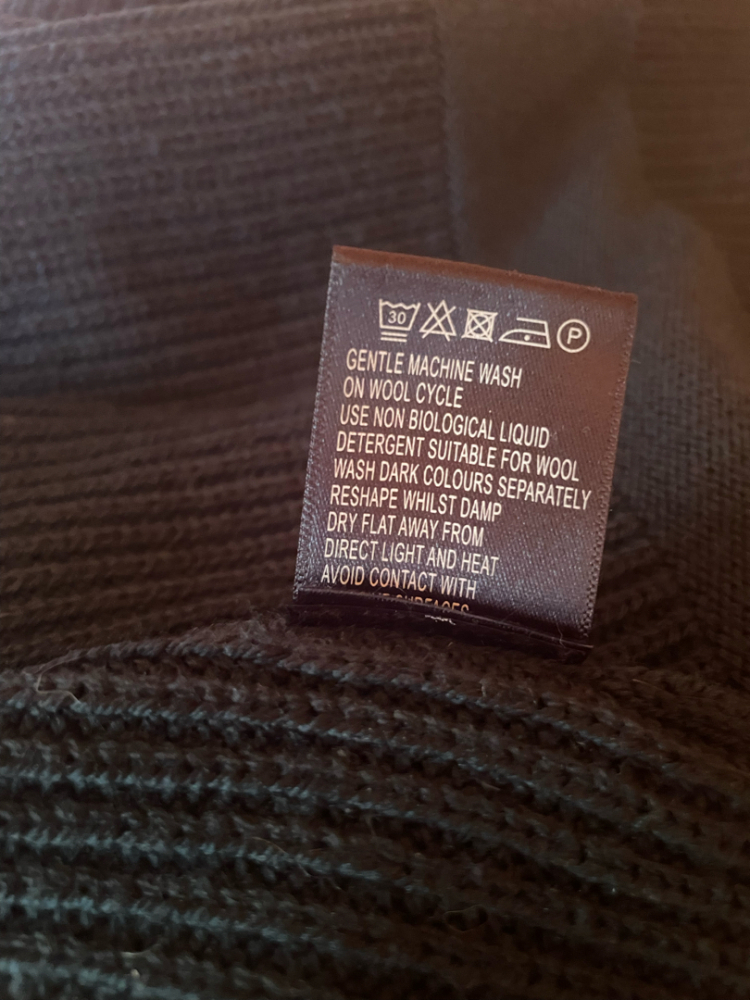 30 P
GENTLE MACHINE WASH
ON WOOL CYCLE
USE NON BIOLOGICAL LIQUID
DETERGENT SUITABLE FOR WOOL
WASH DARK COLOURS SEPARATELY
RESHAPE WHILST DAMP
DRY FLAT AWAY FROM
DIRECT LIGHT AND HEAT
AVOID CONTACT WITH
SURFACES